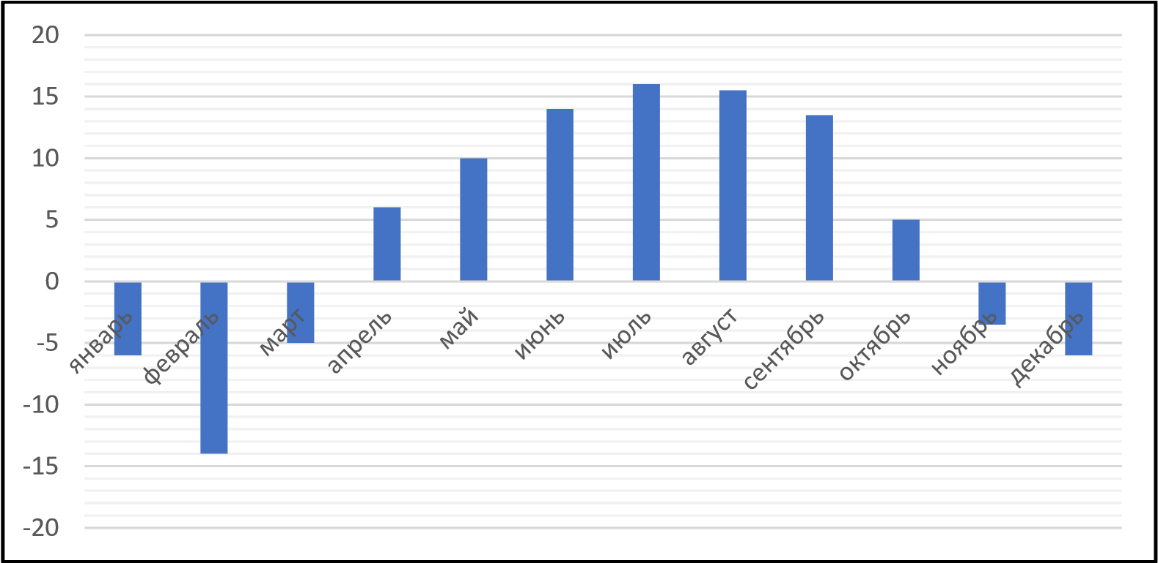 20
15
10
5
0
-5
-10
-15
-20
январь
февраль
март
апрель
май
июнь
июль
август
сентябрь
октябрь
ноябрь
декабрь